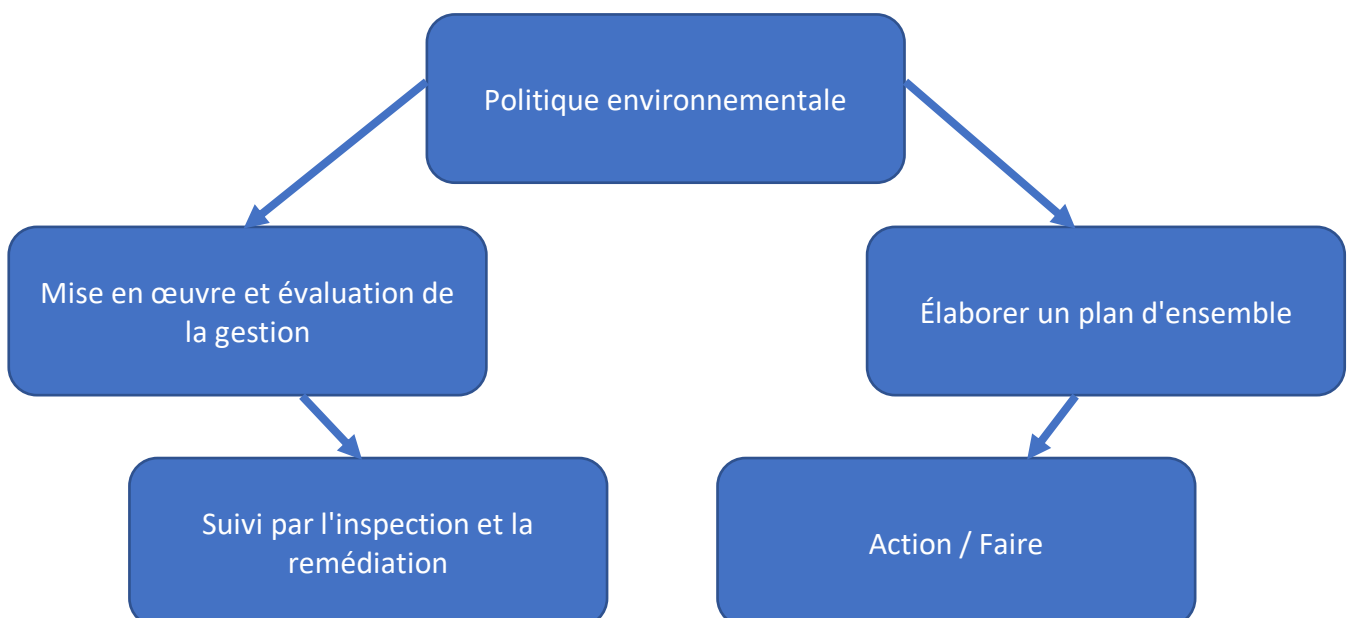 Politique environnementale
Mise en œuvre et évaluation de
la gestion
Élaborer un plan d'ensemble
Suivi par l'inspection et la
remédiation
Action / Faire